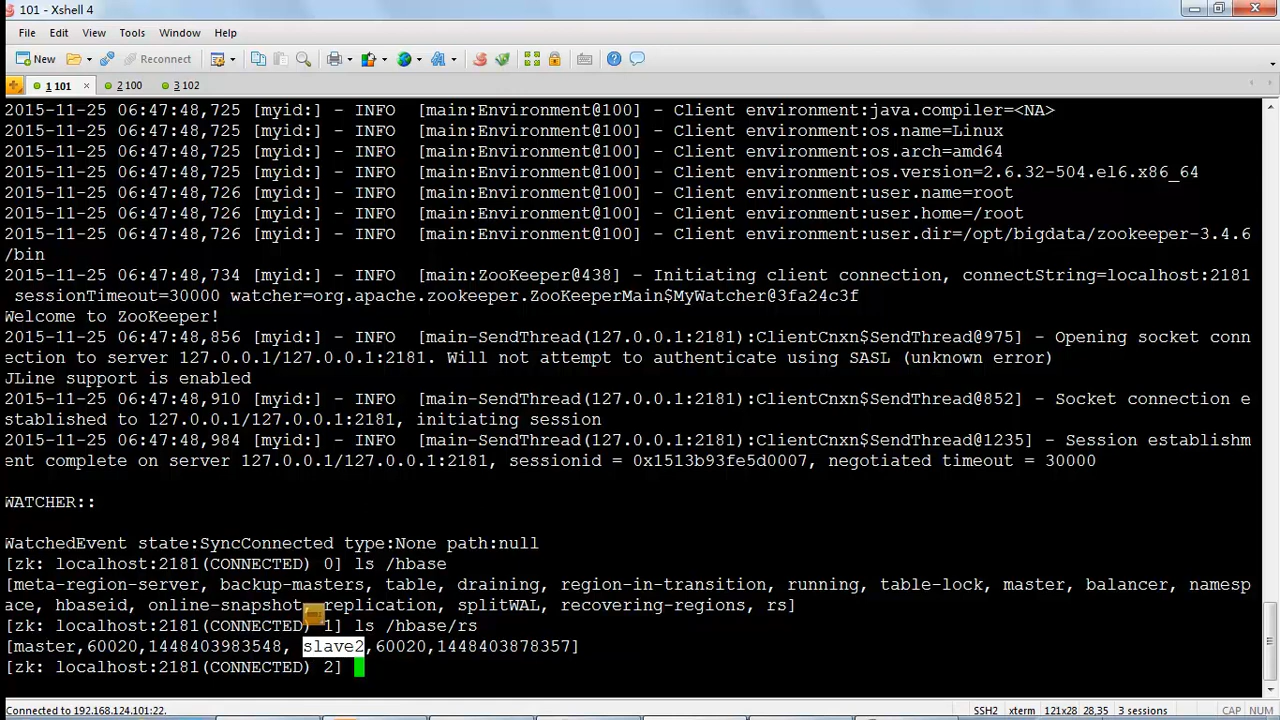 101 - Xshell 4
File Edit View Tools Window Help
New Reconnect
1 101 2 100 3 102
2015-11-25 06:47:48,725 [myid:] - INFO  [main:Environment@100] - Client environment:java.compiler=<NA>
2015-11-25 06:47:48,725 [myid:] - INFO  [main:Environment@100] - Client environment:os.name=Linux
2015-11-25 06:47:48,725 [myid:] - INFO  [main:Environment@100] - Client environment:os.arch=amd64
2015-11-25 06:47:48,725 [myid:] - INFO  [main:Environment@100] - Client environment:os.version=2.6.32-504.el6.x86_64
2015-11-25 06:47:48,726 [myid:] - INFO  [main:Environment@100] - Client environment:user.name=root
2015-11-25 06:47:48,726 [myid:] - INFO  [main:Environment@100] - Client environment:user.home=/root
2015-11-25 06:47:48,726 [myid:] - INFO  [main:Environment@100] - Client environment:user.dir=/opt/bigdata/zookeeper-3.4.6
/bin
2015-11-25 06:47:48,734 [myid:] - INFO  [main:ZooKeeper@438] - Initiating client connection, connectString=localhost:2181
sessionTimeout=30000 watcher=org.apache.zookeeper.ZooKeeperMain$MyWatcher@3fa24c3f
Welcome to ZooKeeper!
2015-11-25 06:47:48,856 [myid:] - INFO  [main-SendThread(127.0.0.1:2181):ClientCnxn$SendThread@975] - Opening socket conn
ection to server 127.0.0.1/127.0.0.1:2181. Will not attempt to authenticate using SASL (unknown error)
JLine support is enabled
2015-11-25 06:47:48,910 [myid:] - INFO  [main-SendThread(127.0.0.1:2181):ClientCnxn$SendThread@852] - Socket connection e
stablished to 127.0.0.1/127.0.0.1:2181, initiating session
2015-11-25 06:47:48,984 [myid:] - INFO  [main-SendThread(127.0.0.1:2181):ClientCnxn$SendThread@1235] - Session establishm
ent complete on server 127.0.0.1/127.0.0.1:2181, sessionid = 0x1513b93fe5d0007, negotiated timeout = 30000
WATCHER::
WatchedEvent state:SyncConnected type:None path:null
[zk: localhost:2181(CONNECTED) 0] ls /hbase
[meta-region-server, backup-masters, table, draining, region-in-transition, running, table-lock, master, balancer, namesp
ace, hbaseid, online-snapshot, replication, splitWAL, recovering-regions, rs]
[zk: localhost:2181(CONNECTED) 1] ls /hbase/rs
[master,60020,1448403983548, slave2,60020,1448403878357]
[zk: localhost:2181(CONNECTED) 2]
Connected to 192.168.124.101:22. SSH2 xterm 121x28 28,35 3 sessions CAP NUM